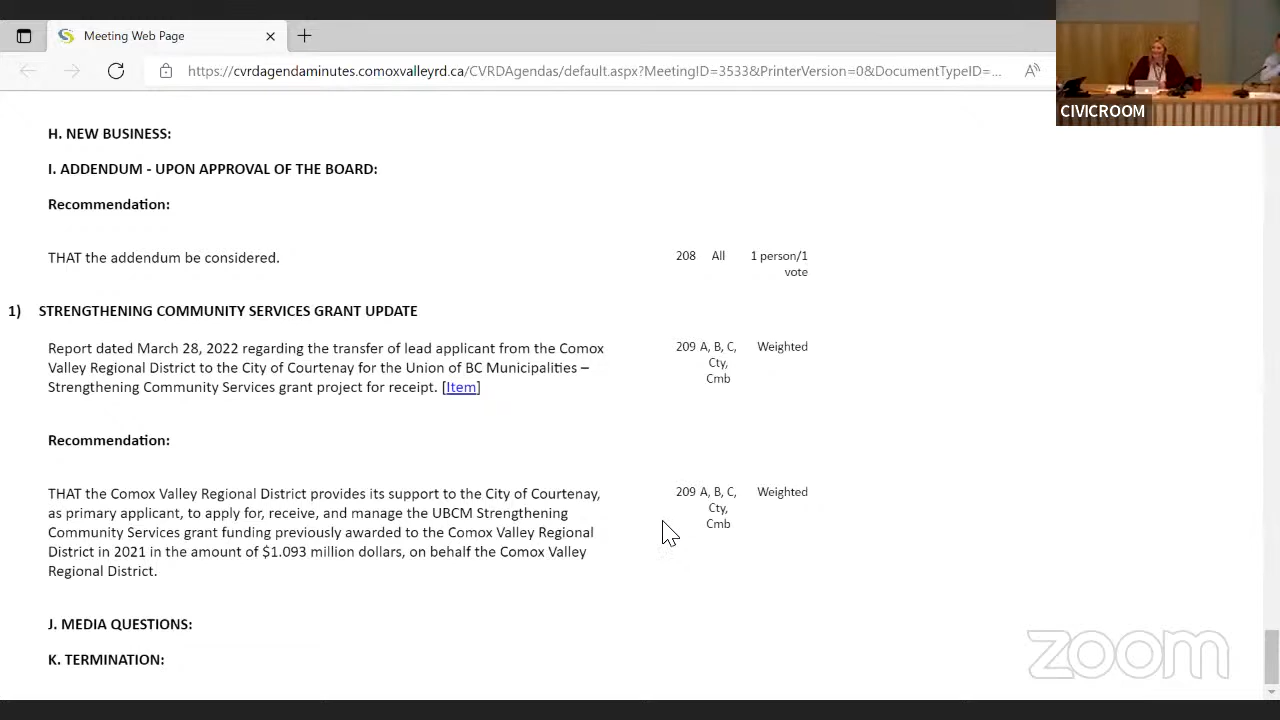 Meeting Web Page
https://cvrdagendaminutes.comoxvalleyrd.ca/CVRDAgendas/default.aspx?MeetingID=3533&PrinterVersion=0&DocumentTypeID=...
CIVICROOM
H. NEW BUSINESS:
I. ADDENDUM - UPON APPROVAL OF THE BOARD:
Recommendation:
THAT the addendum be considered. 208 All 1 person/1
vote
1) STRENGTHENING COMMUNITY SERVICES GRANT UPDATE
Report dated March 28, 2022 regarding the transfer of lead applicant from the Comox 209 A, B, C, Weighted
Valley Regional District to the City of Courtenay for the Union of BC Municipalities – Cty,
Strengthening Community Services grant project for receipt. [Item] Cmb
Recommendation:
THAT the Comox Valley Regional District provides its support to the City of Courtenay, 209 A, B, C, Weighted
as primary applicant, to apply for, receive, and manage the UBCM Strengthening Cty,
Community Services grant funding previously awarded to the Comox Valley Regional Cmb
District in 2021 in the amount of $1.093 million dollars, on behalf the Comox Valley
Regional District.
J. MEDIA QUESTIONS:
K. TERMINATION:
zoom